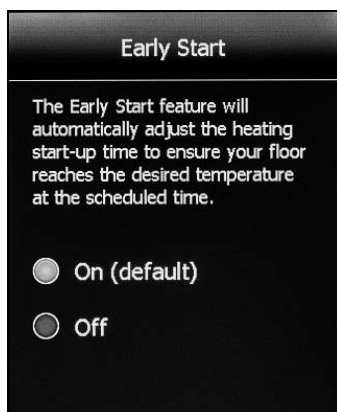 Early Start
The Early Start feature will
automatically adjust the heating
start-up time to ensure your floor
reaches the desired temperature
at the scheduled time.
On (default)
Off